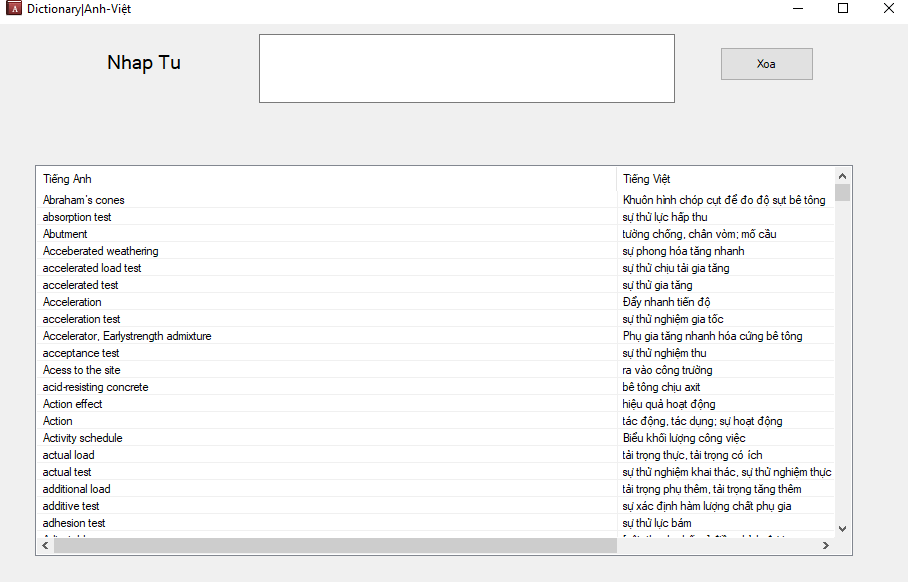 Dictionary|Anh-Việt
Nhap Tu
Xoa
Tiếng Anh Tiếng Việt
Abraham's cones Khuôn hình chóp cụt để đo độ sụt bê tông
absorption test sự thử lực hấp thu
Abutment tường chống, chân vòm; mố cầu
Acceberated weathering sự phong hóa tăng nhanh
accelerated load test sự thử chịu tải gia tăng
accelerated test sự thử gia tăng
Acceleration Đẩy nhanh tiến độ
acceleration test sự thử nghiệm gia tốc
Accelerator, Earlystrength admixture Phụ gia tăng nhanh hóa cứng bê tông
acceptance test sự thử nghiệm thu
Acess to the site ra vào công trường
acid-resisting concrete bê tông chịu axit
Action effect hiệu quả hoạt động
Action tác động, tác dụng; sự hoạt động
Activity schedule Biểu khối lượng công việc
actual load tải trọng thực, tải trọng có ích
actual test sự thử nghiệm khai thác, sự thử nghiệm thực
additional load tải trọng phụ thêm, tải trọng tăng thêm
additive test sự xác định hàm lượng chất phụ gia
adhesion test sự thử lực bám